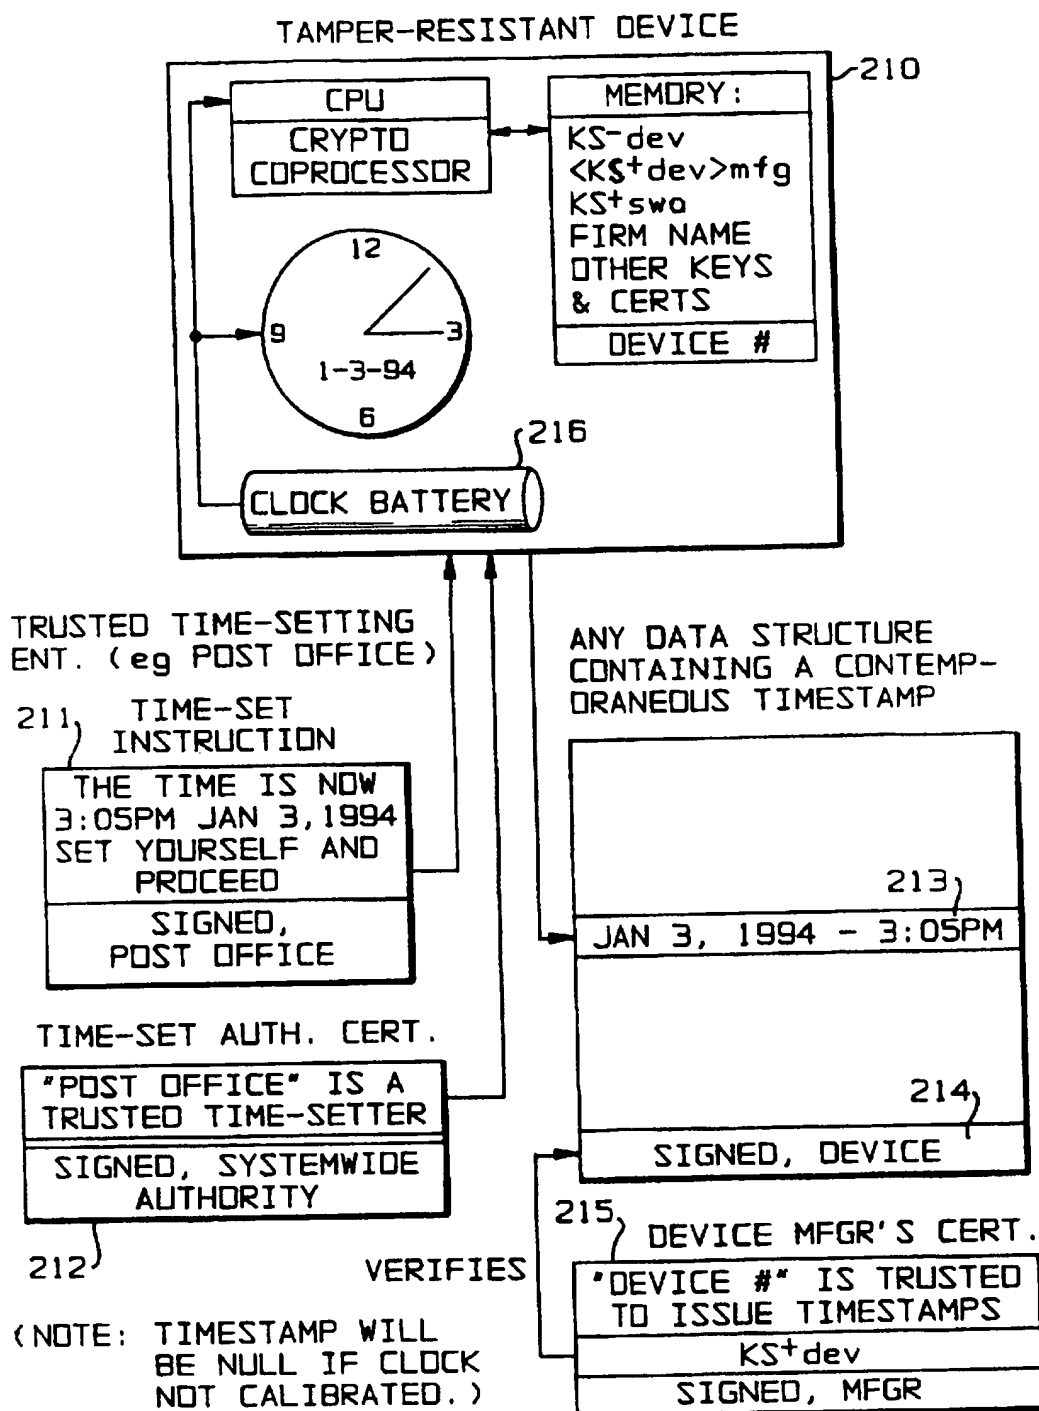 TAMPER-RESISTANT DEVICE
210
CPU
CRYPTO
COPROCESSOR
MEMORY:
KS⁻dev
<KS⁺dev>mfg
KS⁺swa
FIRM NAME
OTHER KEYS
& CERTS
DEVICE #
12
9
3
1-3-94
6
216
CLOCK BATTERY
TRUSTED TIME-SETTING
ENT. (eg POST OFFICE)
211
TIME-SET
INSTRUCTION
THE TIME IS NOW
3:05PM JAN 3,1994
SET YOURSELF AND
PROCEED
SIGNED,
POST OFFICE
TIME-SET AUTH. CERT.
"POST OFFICE" IS A
TRUSTED TIME-SETTER
SIGNED, SYSTEMWIDE
AUTHORITY
212
ANY DATA STRUCTURE
CONTAINING A CONTEMP-
ORANEOUS TIMESTAMP
213
JAN 3, 1994 - 3:05PM
214
SIGNED, DEVICE
215
DEVICE MFGR'S CERT.
VERIFIES
"DEVICE #" IS TRUSTED
TO ISSUE TIMESTAMPS
KS⁺dev
SIGNED, MFGR
(NOTE: TIMESTAMP WILL
BE NULL IF CLOCK
NOT CALIBRATED.)